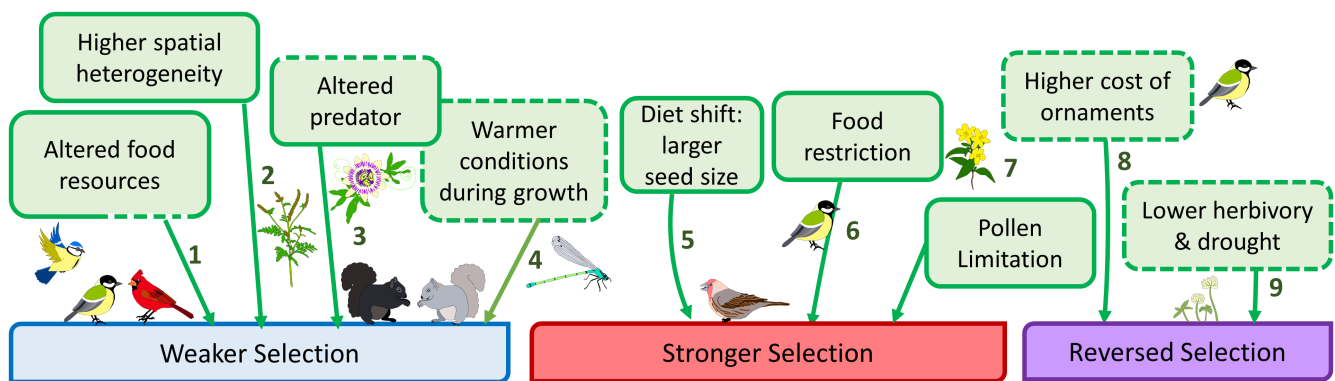 Higher spatial
heterogeneity
Altered food
resources
Altered
predator
Warmer
conditions
during growth
Diet shift:
larger
seed size
Food
restriction
Pollen
Limitation
Higher cost of
ornaments
Lower herbivory
& drought
1
2
3
4
5
6
7
8
9
Weaker Selection
Stronger Selection
Reversed Selection